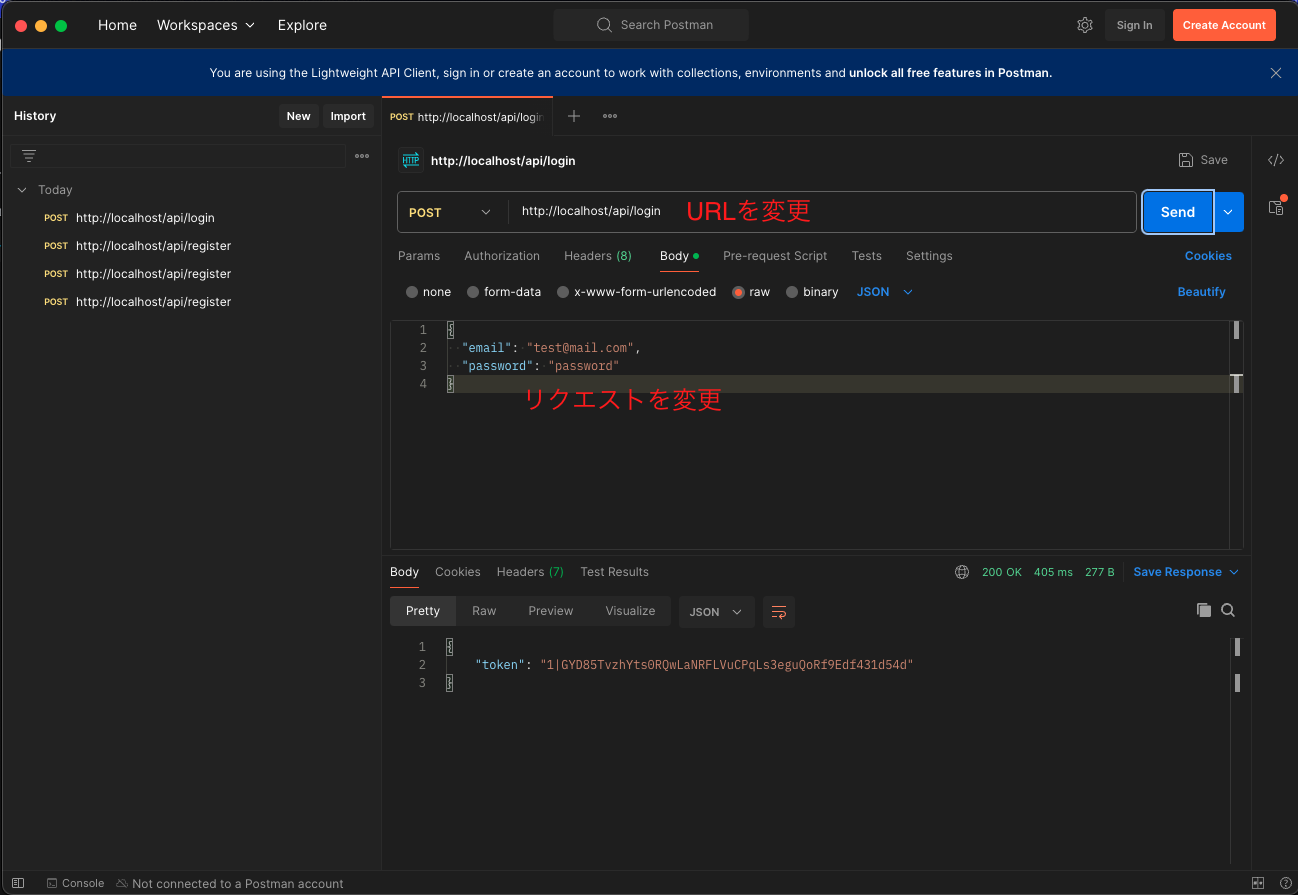 Home Workspaces Explore Search Postman Sign In Create Account
You are using the Lightweight API Client, sign in or create an account to work with collections, environments and unlock all free features in Postman.
History New Import
POST http://localhost/api/login
Today
POST http://localhost/api/login
POST http://localhost/api/register
POST http://localhost/api/register
POST http://localhost/api/register
HTTP http://localhost/api/login Save
POST http://localhost/api/login URLを変更 Send
Params Authorization Headers (8) Body Pre-request Script Tests Settings Cookies
none form-data x-www-form-urlencoded raw binary JSON Beautify
1 {
2 "email": "test@mail.com",
3 "password": "password"
4 }
リクエストを変更
Body Cookies Headers (7) Test Results 200 OK 405 ms 277 B Save Response
Pretty Raw Preview Visualize JSON
1 {
2 "token": "1|GYD85TvzhYts0RQwLaNRFLVuCPqLs3eguQoRf9Edf431d54d"
3 }
Console Not connected to a Postman account